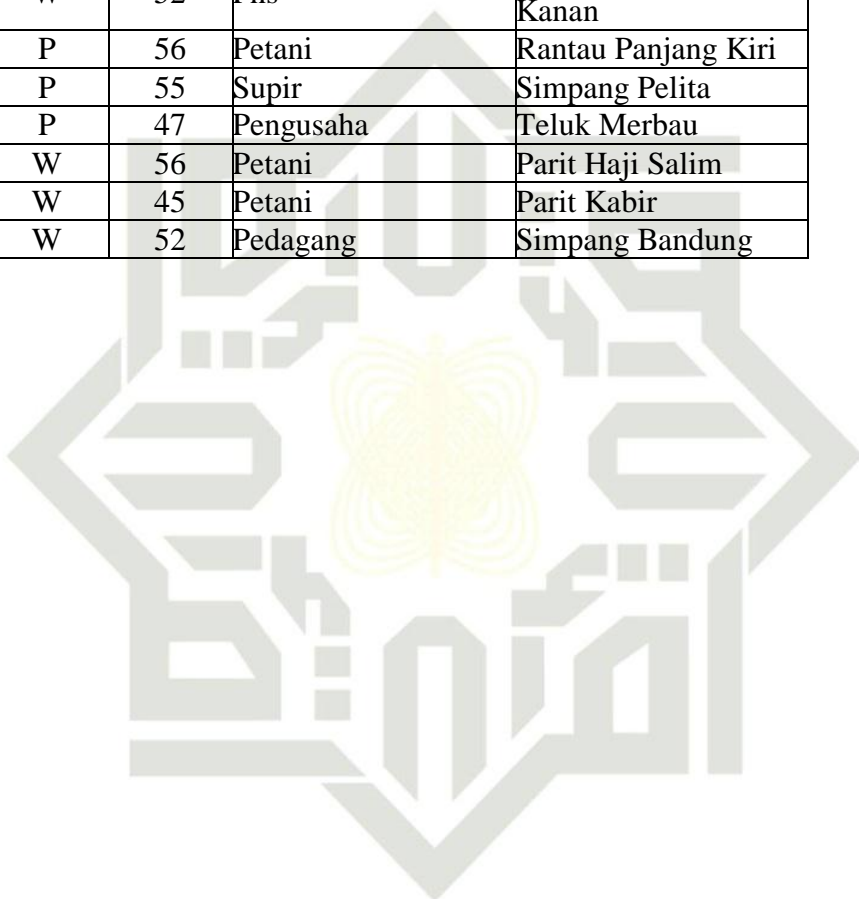 Kanan
P 56 Petani Rantau Panjang Kiri
P 55 Supir Simpang Pelita
P 47 Pengusaha Teluk Merbau
W 56 Petani Parit Haji Salim
W 45 Petani Parit Kabir
W 52 Pedagang Simpang Bandung